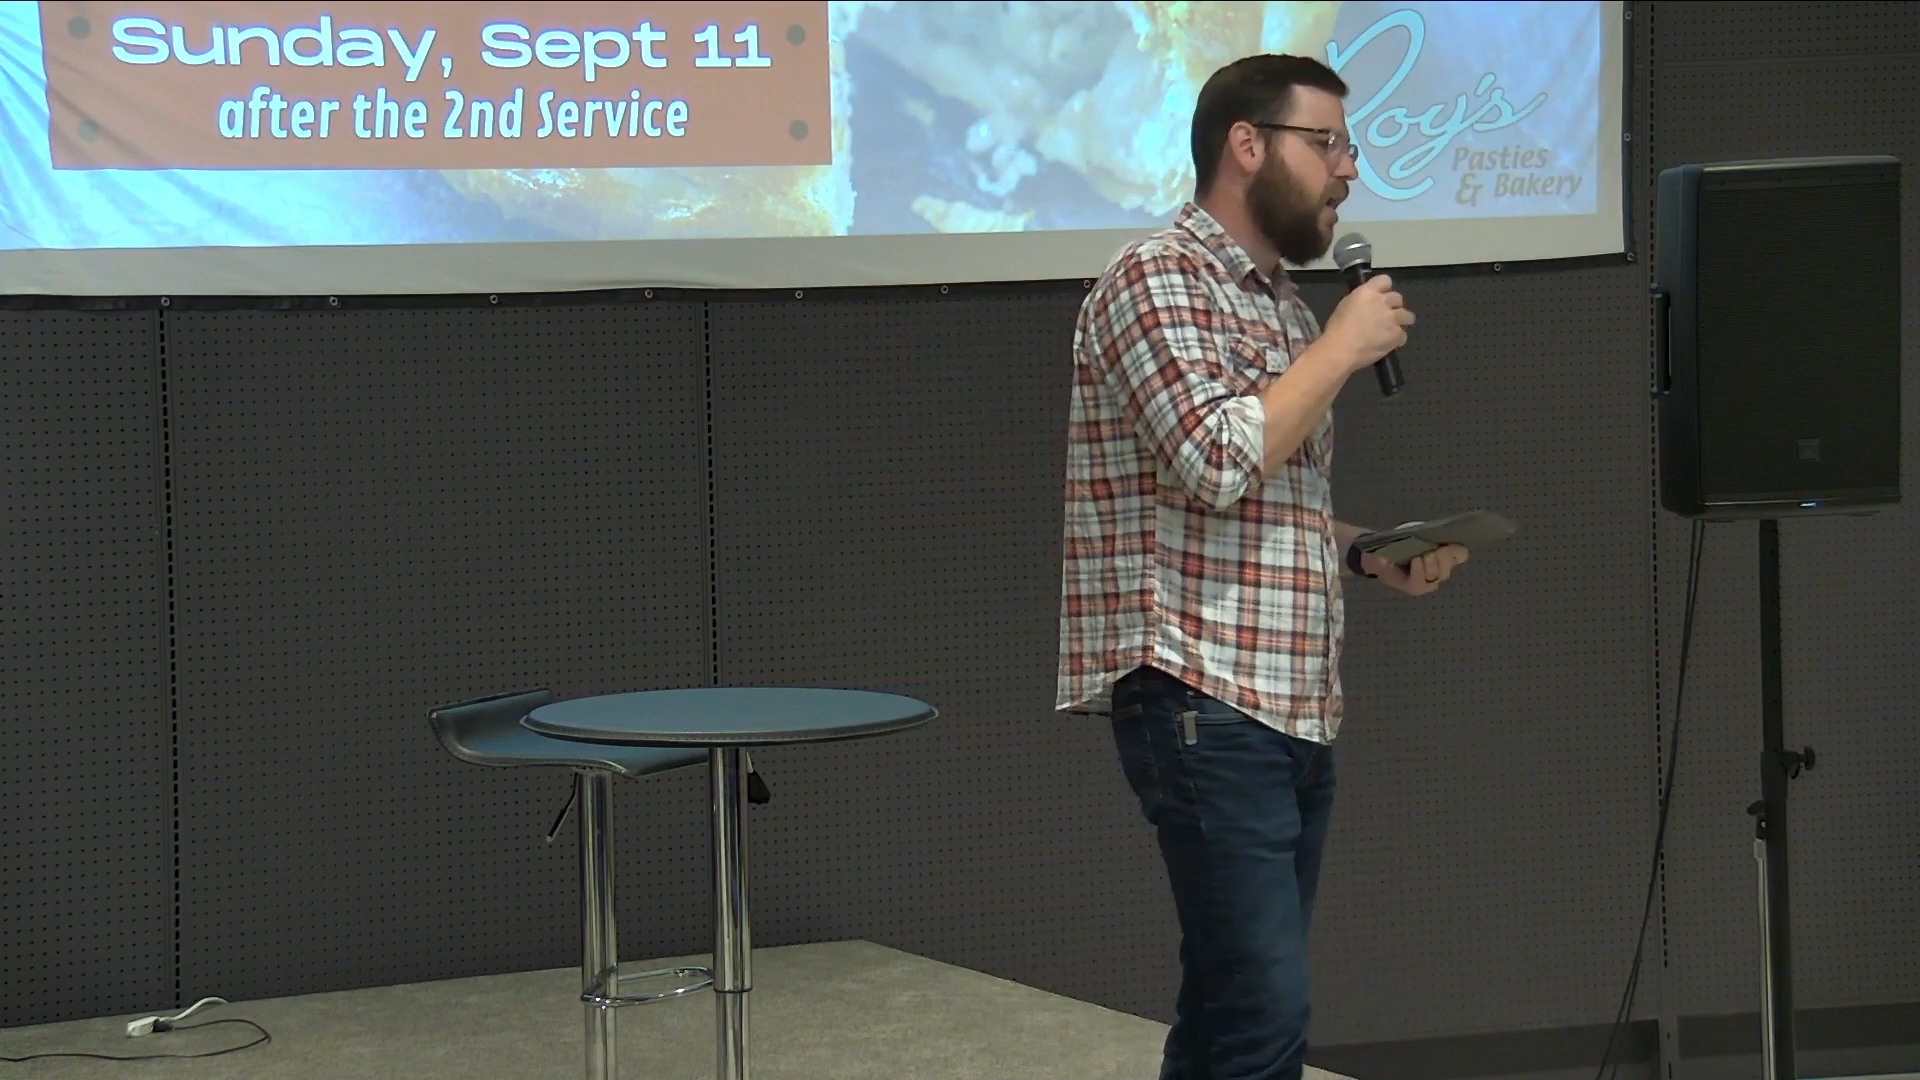 Sunday, Sept 11
after the 2nd Service
Roy's
Pasties
& Bakery